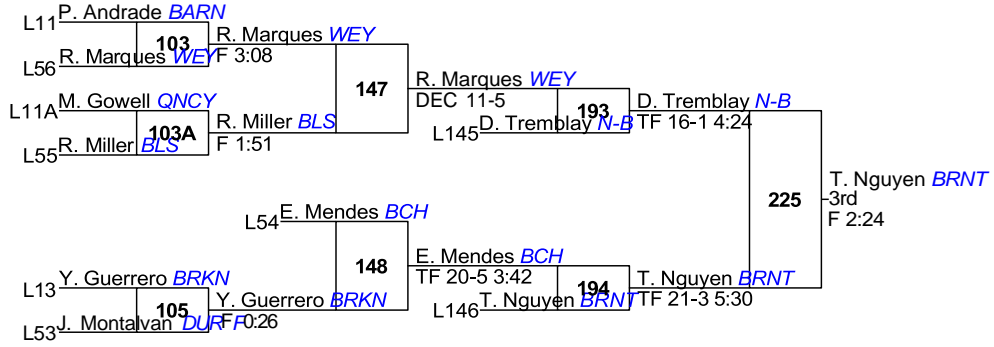 L11 P. Andrade BARN
103
L56 R. Marques WEY
R. Marques WEY
F 3:08
L11A M. Gowell QNCY
103A
L55 R. Miller BLS
R. Miller BLS
F 1:51
147
R. Marques WEY
DEC 11-5
193
L145 D. Tremblay N-B
D. Tremblay N-B
TF 16-1 4:24
225
T. Nguyen BRNT
3rd
F 2:24
L54 E. Mendes BCH
148
L13 Y. Guerrero BRKN
105
L53 J. Montalvan DUR F
Y. Guerrero BRKN
F 0:26
E. Mendes BCH
TF 20-5 3:42
194
L146 T. Nguyen BRNT
T. Nguyen BRNT
TF 21-3 5:30